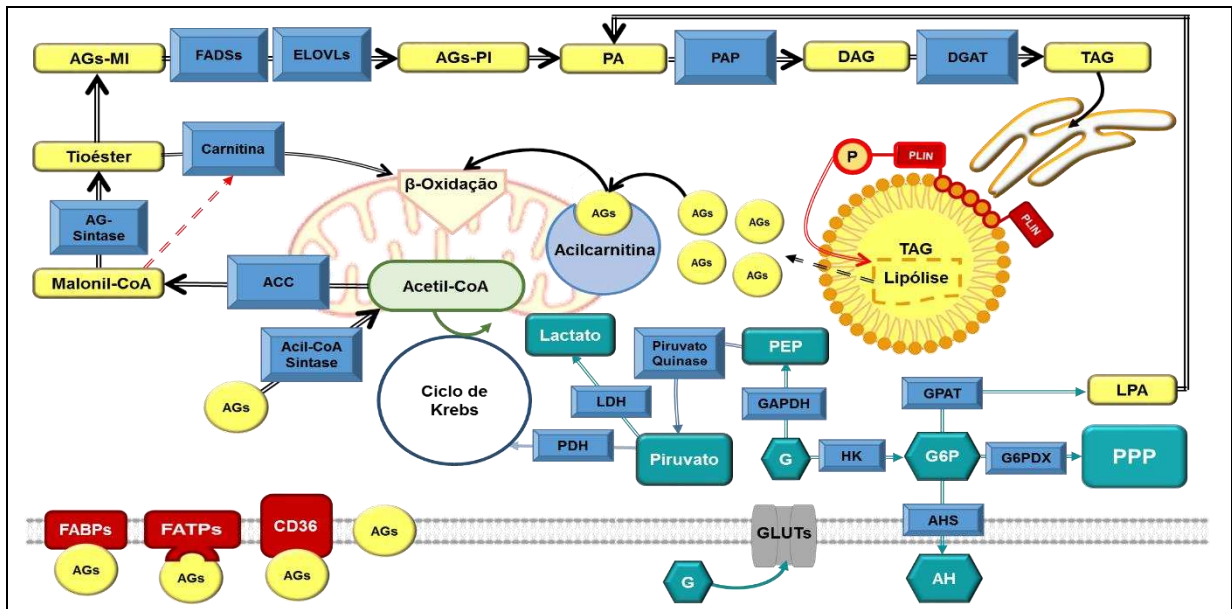 AGs-MI
FADSs
ELOVLs
AGs-PI
PA
PAP
DAG
DGAT
TAG
Tioéster
Carnitina
β-Oxidação
AGs
Acilcarnitina
AGs
AGs
AGs
AGs
P
PLIN
PLIN
TAG
Lipólise
AG-
Sintase
Malonil-CoA
ACC
Acetil-CoA
Acil-CoA
Sintase
AGs
Ciclo de
Krebs
Lactato
LDH
PDH
Piruvato
Quinase
Piruvato
PEP
GAPDH
G
HK
GPAT
G6P
G6PDX
LPA
PPP
AHS
AH
FABPs
AGs
FATPs
AGs
CD36
AGs
AGs
GLUTs
G